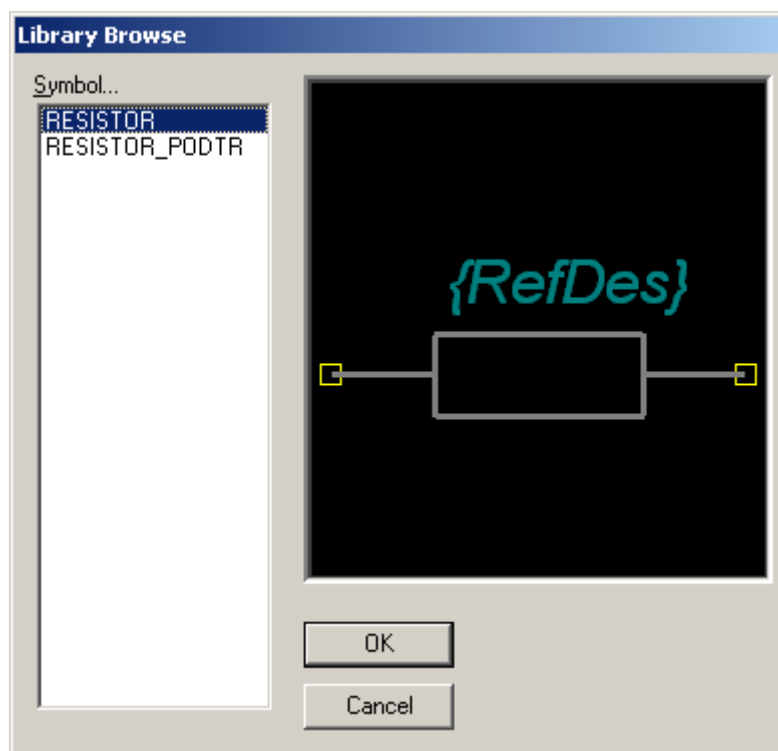 Library Browse
Symbol...
RESISTOR
RESISTOR_PODTR
{RefDes}
OK
Cancel